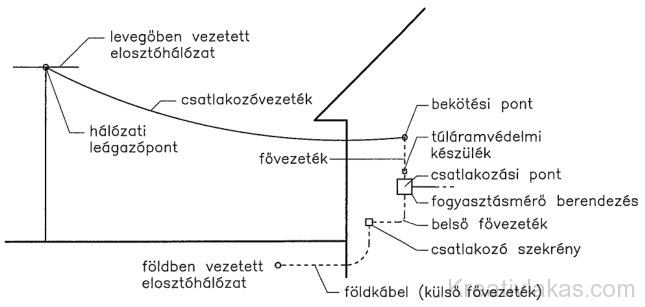 levegőben vezetett
elosztóhálózat
csatlakozóvezeték
bekötési pont
hálózati
leágazópont
túláramvédelmi
készülék
fővezeték
csatlakozási pont
fogyasztásmérő berendezés
belső fővezeték
csatlakozó szekrény
földben vezetett
elosztóhálózat
földkábel (külső fővezeték)
Kreativlakas.com